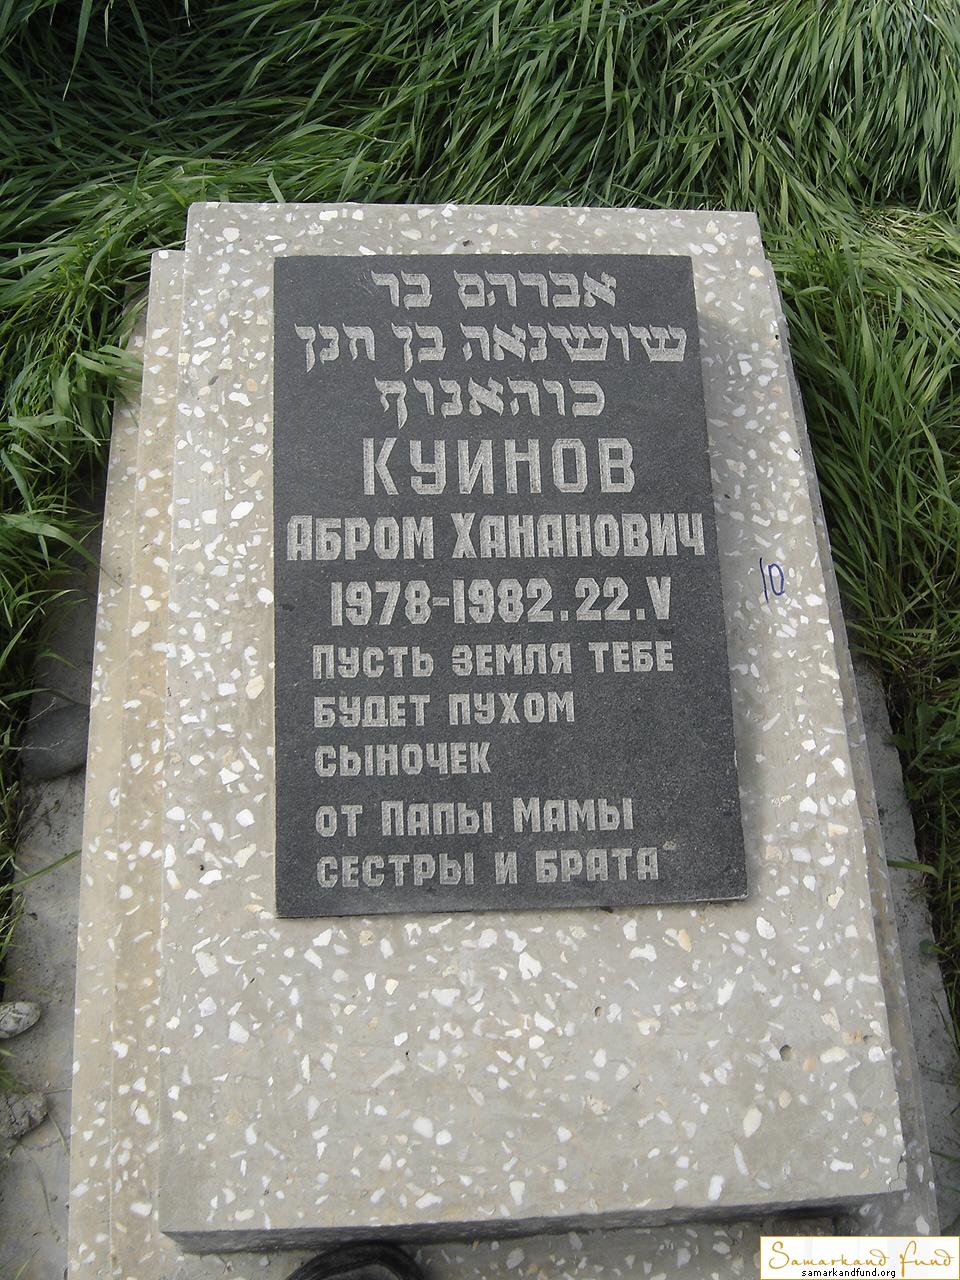 אברהם בר
שושנאה בן חנן
כוהאנוף
КУИНОВ
АБРОМ ХАНАНОВИЧ
1978-1982.22.V
ПУСТЬ ЗЕМЛЯ ТЕБЕ
БУДЕТ ПУХОМ
СЫНОЧЕК
ОТ ПАПЫ МАМЫ
СЕСТРЫ И БРАТА
10
Samarkand Fund
samarkandfund.org